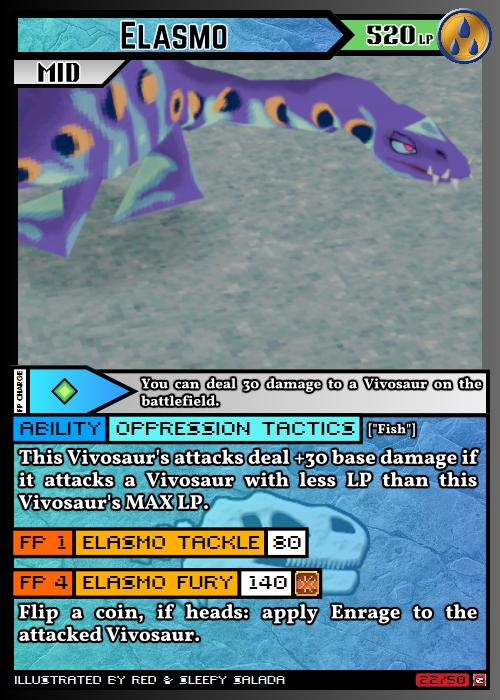 ELASMO
520 LP
MID
FP CHARGE
You can deal 30 damage to a Vivosaur on the
battlefield.
ABILITY OPPRESSION TACTICS ["Fish"]
This Vivosaur's attacks deal +30 base damage if
it attacks a Vivosaur with less LP than this
Vivosaur's MAX LP.
FP 1 ELASMO TACKLE 80
FP 4 ELASMO FURY 140
Flip a coin, if heads: apply Enrage to the
attacked Vivosaur.
ILLUSTRATED BY RED & SLEEPY SALADA
22/50